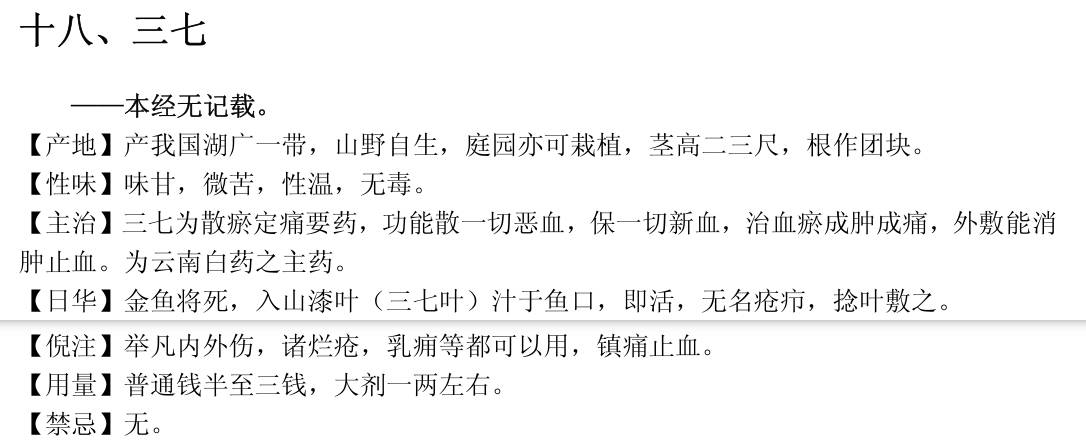 十八、三七
——本经无记载。
【产地】产我国湖广一带，山野自生，庭园亦可栽植，茎高二三尺，根作团块。
【性味】味甘，微苦，性温，无毒。
【主治】三七为散瘀定痛要药，功能散一切恶血，保一切新血，治血瘀成肿成痛，外敷能消
肿止血。为云南白药之主药。
【日华】金鱼将死，入山漆叶（三七叶）汁于鱼口，即活，无名疮疖，捻叶敷之。
【倪注】举凡内外伤，诸烂疮，乳痈等都可以用，镇痛止血。
【用量】普通钱半至三钱，大剂一两左右。
【禁忌】无。